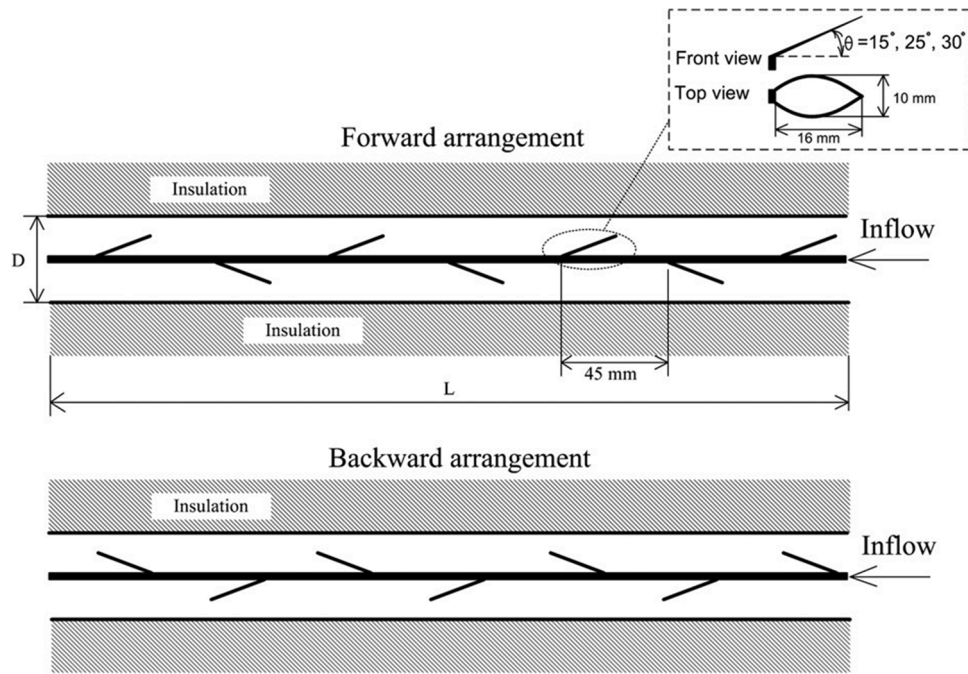 Front view
θ =15°, 25°, 30°
Top view
10 mm
16 mm
Forward arrangement
Insulation
Inflow
D
Insulation
45 mm
L
Backward arrangement
Insulation
Inflow